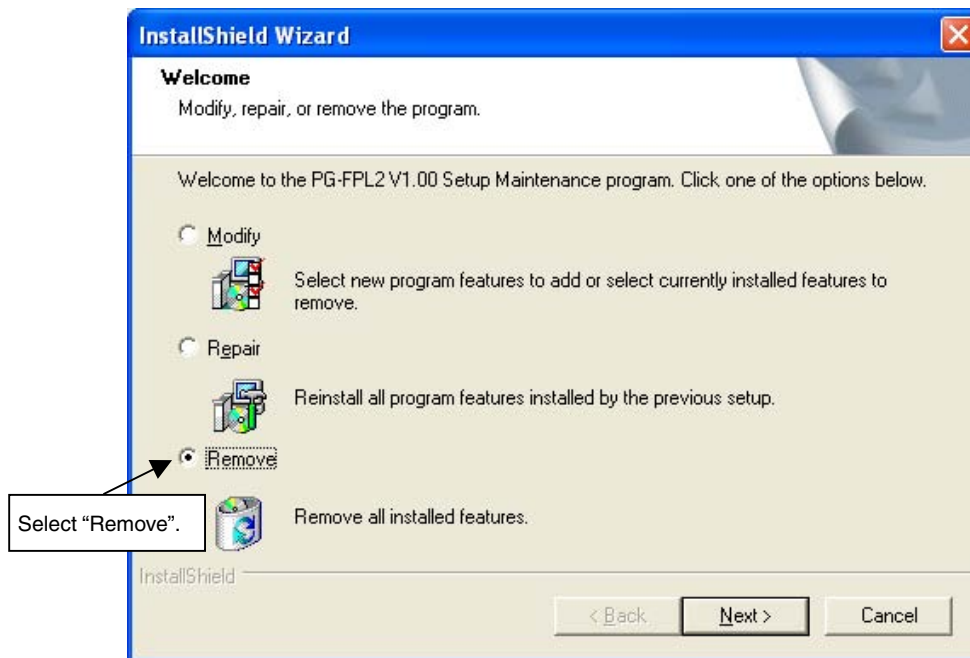 InstallShield Wizard
Welcome
Modify, repair, or remove the program.
Welcome to the PG-FPL2 V1.00 Setup Maintenance program. Click one of the options below.
Modify
Select new program features to add or select currently installed features to
remove.
Repair
Reinstall all program features installed by the previous setup.
Remove
Select “Remove”.
Remove all installed features.
InstallShield
< Back
Next >
Cancel